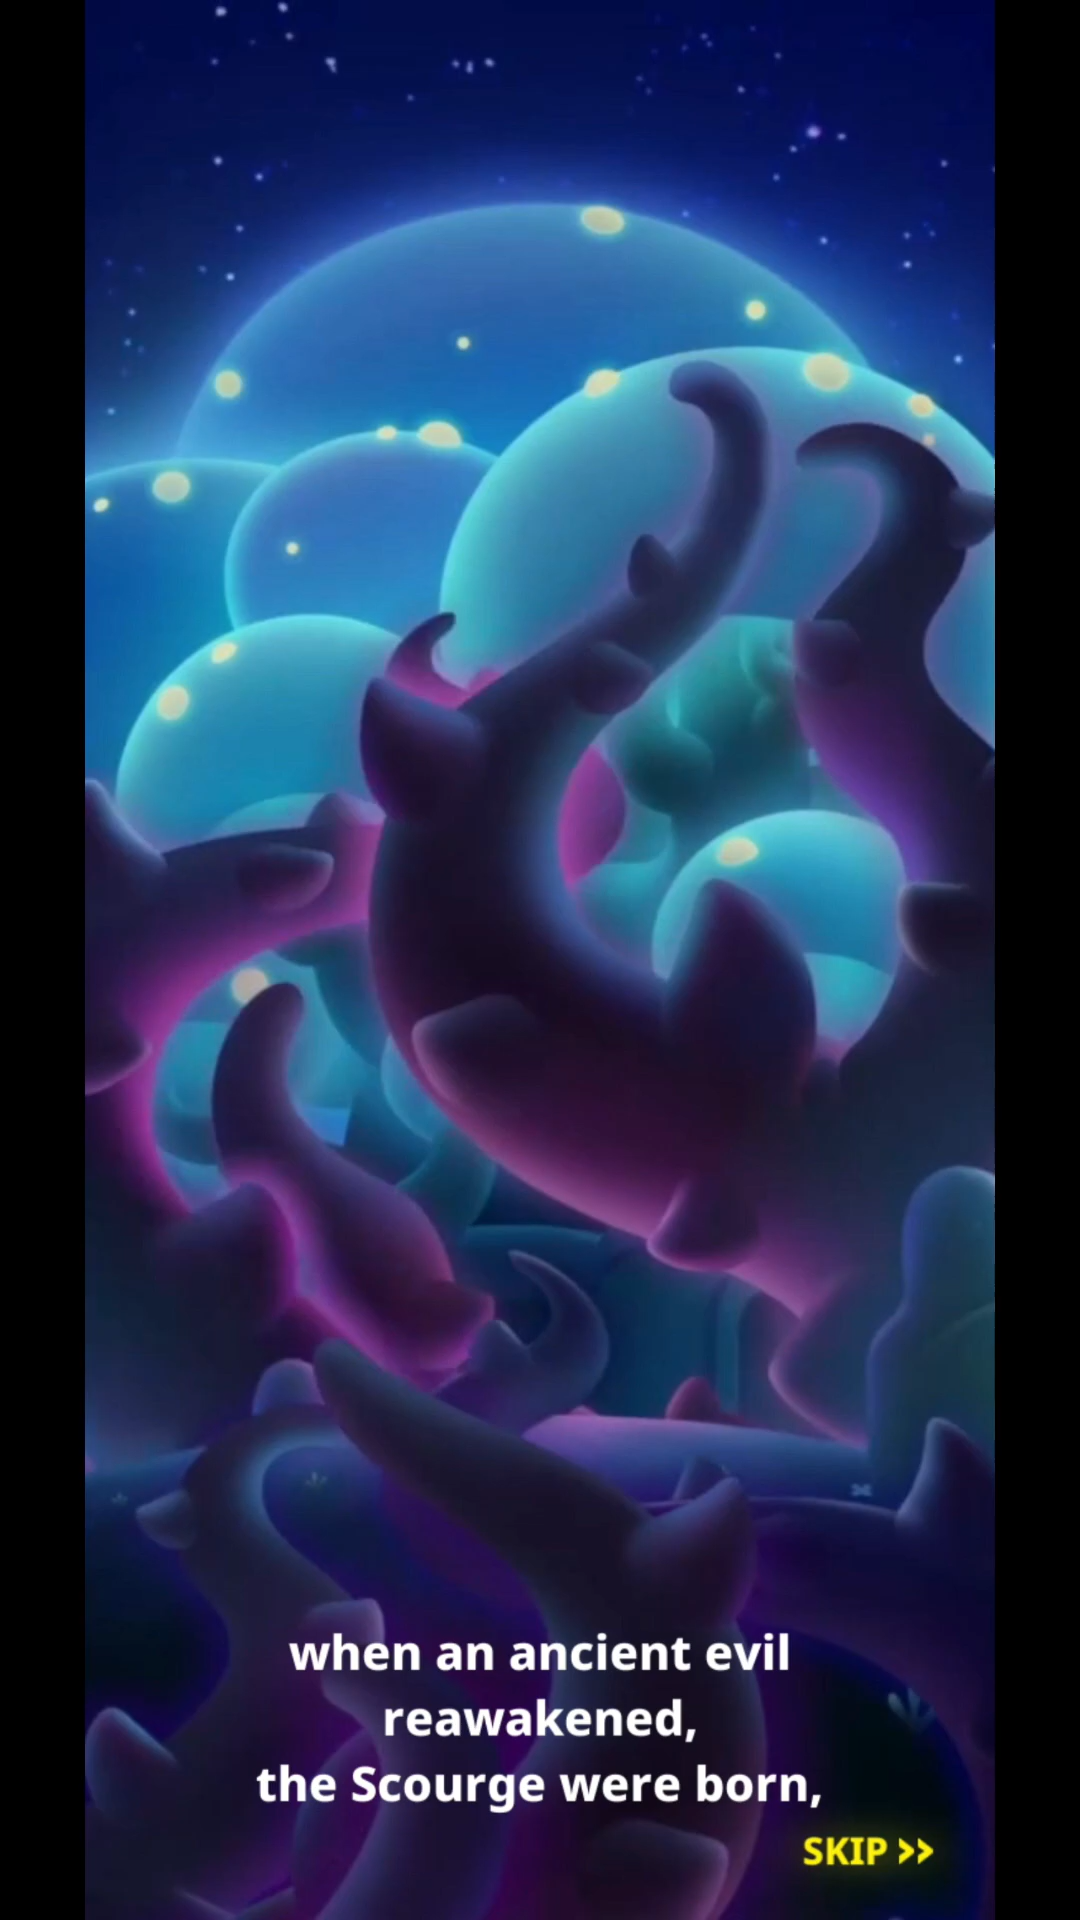 when an ancient evil
reawakened,
the Scourge were born,
SKIP >>